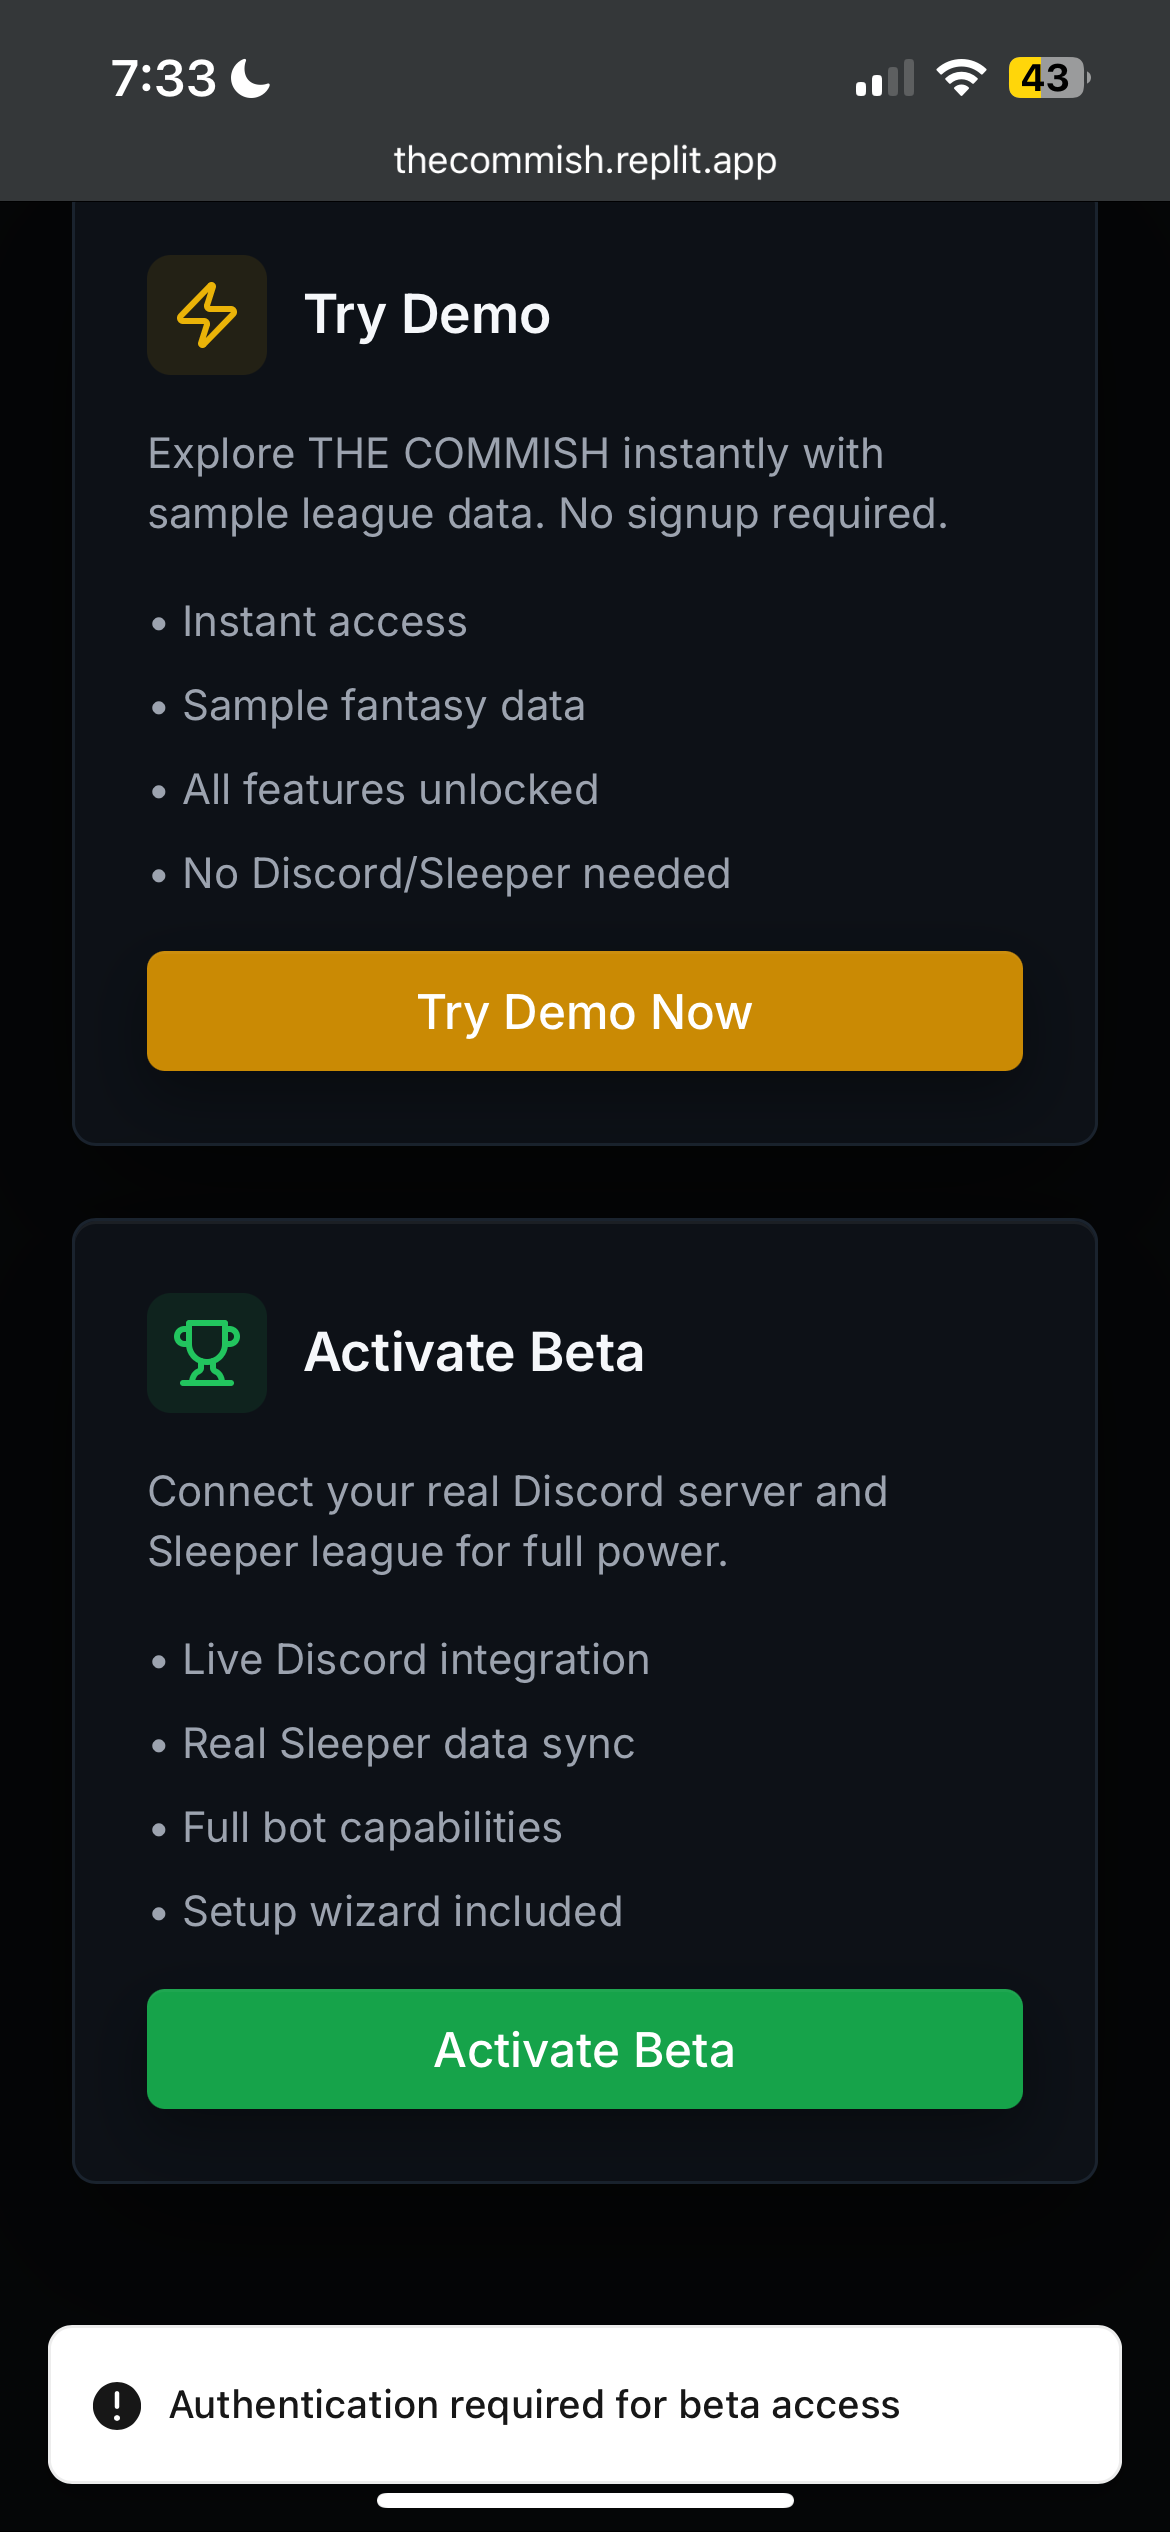 7:33
43
thecommish.replit.app
Try Demo
Explore THE COMMISH instantly with
sample league data. No signup required.
• Instant access
• Sample fantasy data
• All features unlocked
• No Discord/Sleeper needed
Try Demo Now
Activate Beta
Connect your real Discord server and
Sleeper league for full power.
• Live Discord integration
• Real Sleeper data sync
• Full bot capabilities
• Setup wizard included
Activate Beta
Authentication required for beta access